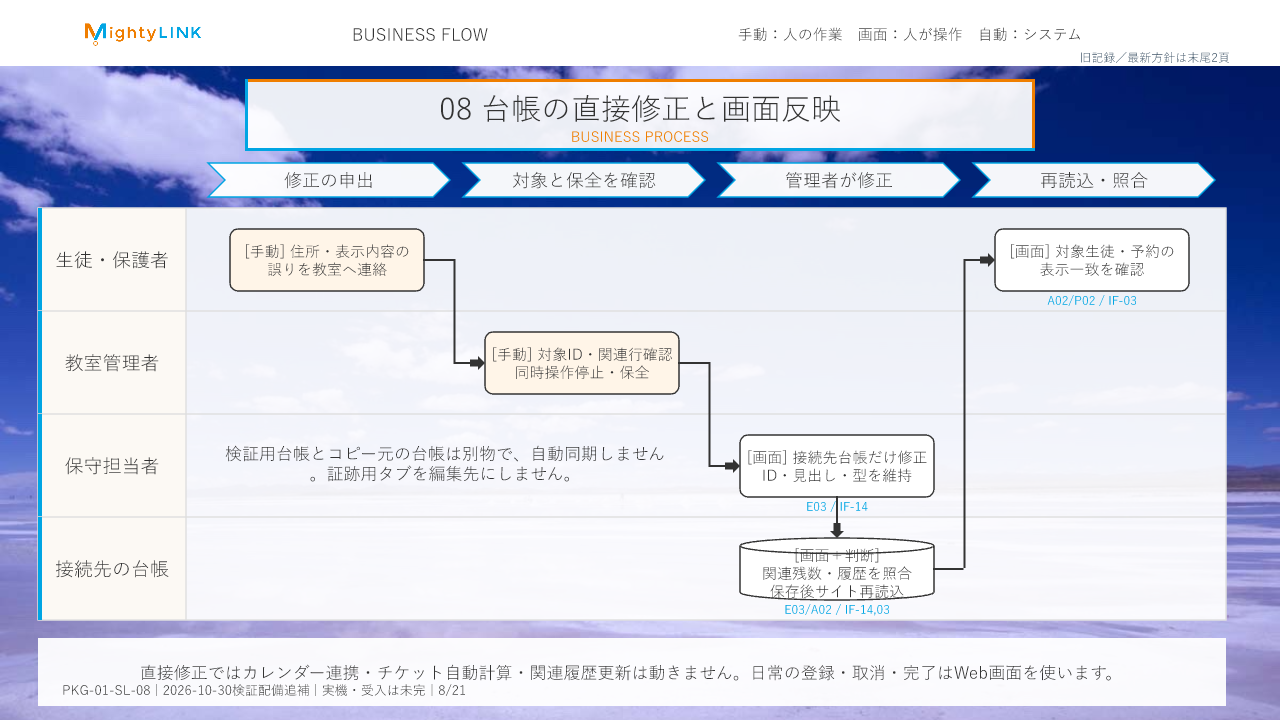 MightyLINK
BUSINESS FLOW
手動：人の作業　画面：人が操作　自動：システム
旧記録／最新方針は末尾2頁
08 台帳の直接修正と画面反映
BUSINESS PROCESS
修正の申出
対象と保全を確認
管理者が修正
再読込・照合
生徒・保護者
[手動] 住所・表示内容の
誤りを教室へ連絡
[画面] 対象生徒・予約の
表示一致を確認
A02/P02 / IF-03
教室管理者
[手動] 対象ID・関連行確認
同時操作停止・保全
保守担当者
検証用台帳とコピー元の台帳は別物で、自動同期しません
。証跡用タブを編集先にしません。
[画面] 接続先台帳だけ修正
ID・見出し・型を維持
E03 / IF-14
接続先の台帳
[画面＋判断]
関連残数・履歴を照合
保存後サイト再読込
E03/A02 / IF-14,03
直接修正ではカレンダー連携・チケット自動計算・関連履歴更新は動きません。日常の登録・取消・完了はWeb画面を使います。
PKG-01-SL-08｜2026-10-30検証配備追補｜実機・受入は未完｜8/21